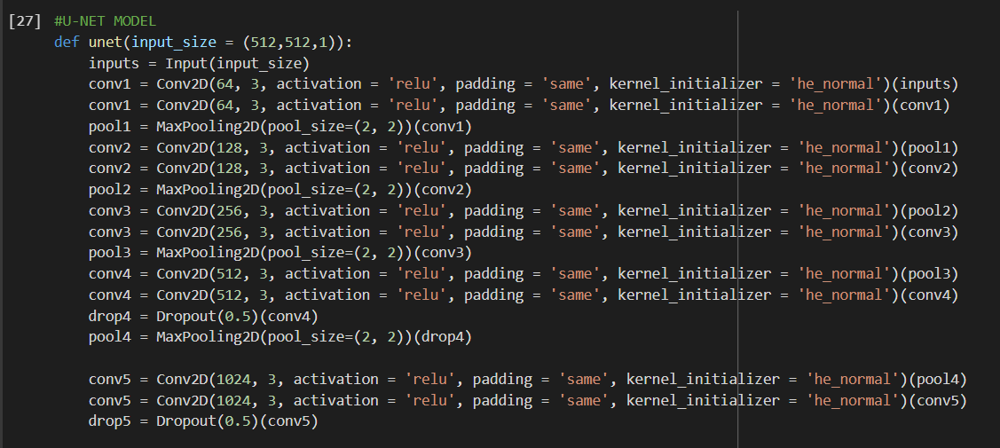 [27] #U-NET MODEL
def unet(input_size = (512,512,1)):
    inputs = Input(input_size)
    conv1 = Conv2D(64, 3, activation = 'relu', padding = 'same', kernel_initializer = 'he_normal')(inputs)
    conv1 = Conv2D(64, 3, activation = 'relu', padding = 'same', kernel_initializer = 'he_normal')(conv1)
    pool1 = MaxPooling2D(pool_size=(2, 2))(conv1)
    conv2 = Conv2D(128, 3, activation = 'relu', padding = 'same', kernel_initializer = 'he_normal')(pool1)
    conv2 = Conv2D(128, 3, activation = 'relu', padding = 'same', kernel_initializer = 'he_normal')(conv2)
    pool2 = MaxPooling2D(pool_size=(2, 2))(conv2)
    conv3 = Conv2D(256, 3, activation = 'relu', padding = 'same', kernel_initializer = 'he_normal')(pool2)
    conv3 = Conv2D(256, 3, activation = 'relu', padding = 'same', kernel_initializer = 'he_normal')(conv3)
    pool3 = MaxPooling2D(pool_size=(2, 2))(conv3)
    conv4 = Conv2D(512, 3, activation = 'relu', padding = 'same', kernel_initializer = 'he_normal')(pool3)
    conv4 = Conv2D(512, 3, activation = 'relu', padding = 'same', kernel_initializer = 'he_normal')(conv4)
    drop4 = Dropout(0.5)(conv4)
    pool4 = MaxPooling2D(pool_size=(2, 2))(drop4)

    conv5 = Conv2D(1024, 3, activation = 'relu', padding = 'same', kernel_initializer = 'he_normal')(pool4)
    conv5 = Conv2D(1024, 3, activation = 'relu', padding = 'same', kernel_initializer = 'he_normal')(conv5)
    drop5 = Dropout(0.5)(conv5)